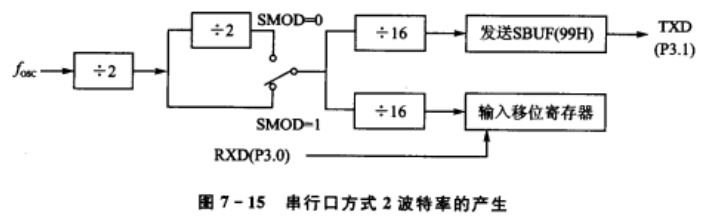 SMOD=0
TXD
(P3.1)
÷2
÷16
发送SBUF(99H)
fosc
÷2
÷16
输入移位寄存器
SMOD=1
RXD(P3.0)
图 7-15 串行口方式 2 波特率的产生